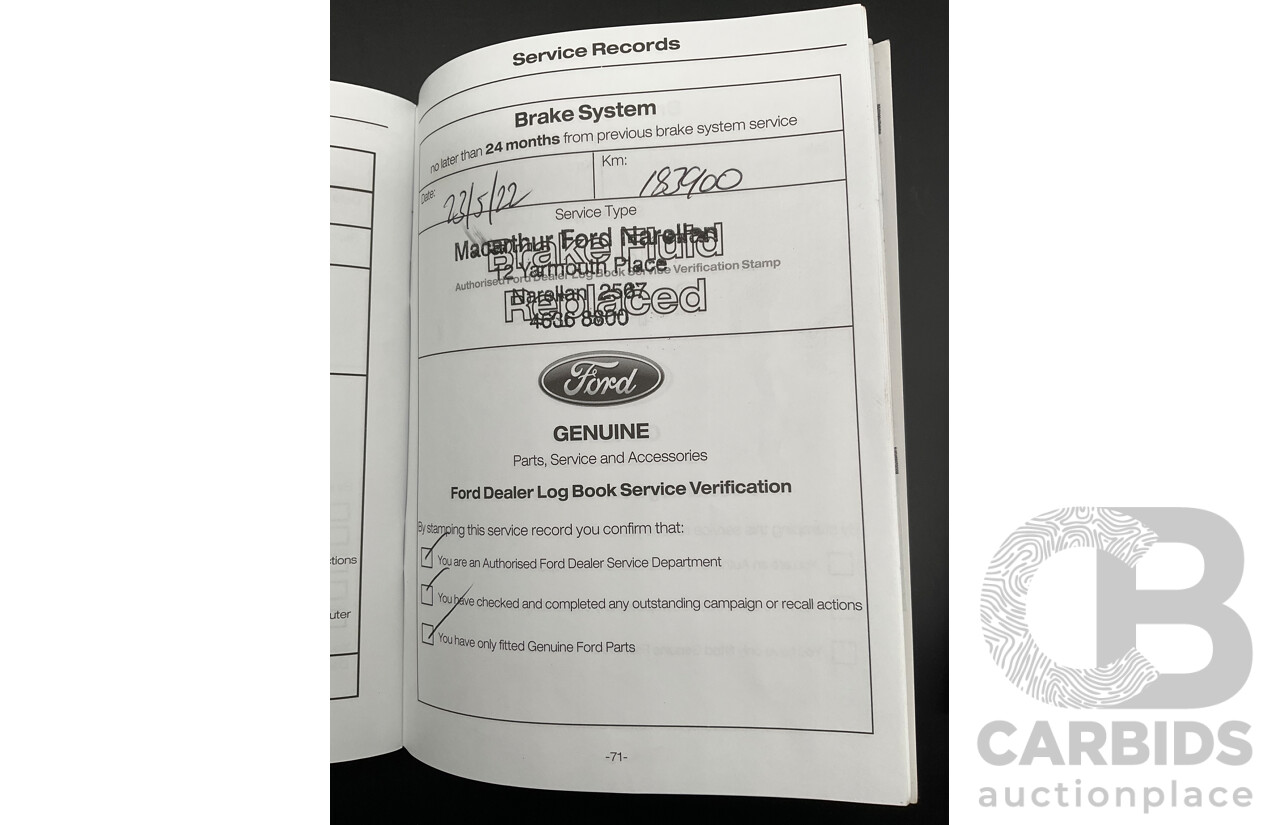 Service Records
Brake System
no later than 24 months from previous brake system service
Date: 23/5/22
Km: 183900
Service Type
Macarthur Ford Narellan
Brake Fluid
12 Yarmouth Place
Authorised Ford Dealer Log Book Service Verification Stamp
Narellan 2567
Replaced
4636 8800
Ford
GENUINE
Parts, Service and Accessories
Ford Dealer Log Book Service Verification
By stamping this service record you confirm that:
You are an Authorised Ford Dealer Service Department
You have checked and completed any outstanding campaign or recall actions
You have only fitted Genuine Ford Parts
-71-
ctions
uter
CB
CARBIDS
auctionplace